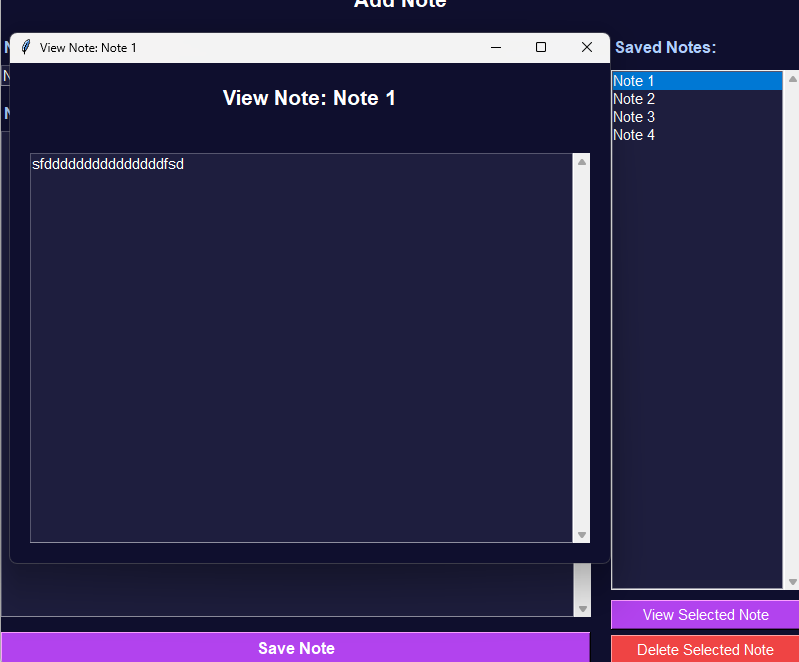 Add Note
View Note: Note 1
Saved Notes:
View Note: Note 1
sfdddddddddddddddfsd
Note 1
Note 2
Note 3
Note 4
View Selected Note
Save Note
Delete Selected Note